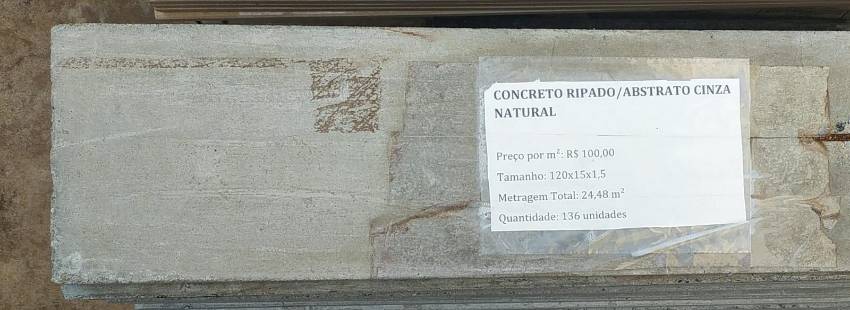 CONCRETO RIPADO/ABSTRATO CINZA
NATURAL
Preço por m²: R$ 100,00
Tamanho: 120x15x1,5
Metragem Total: 24,48 m²
Quantidade: 136 unidades